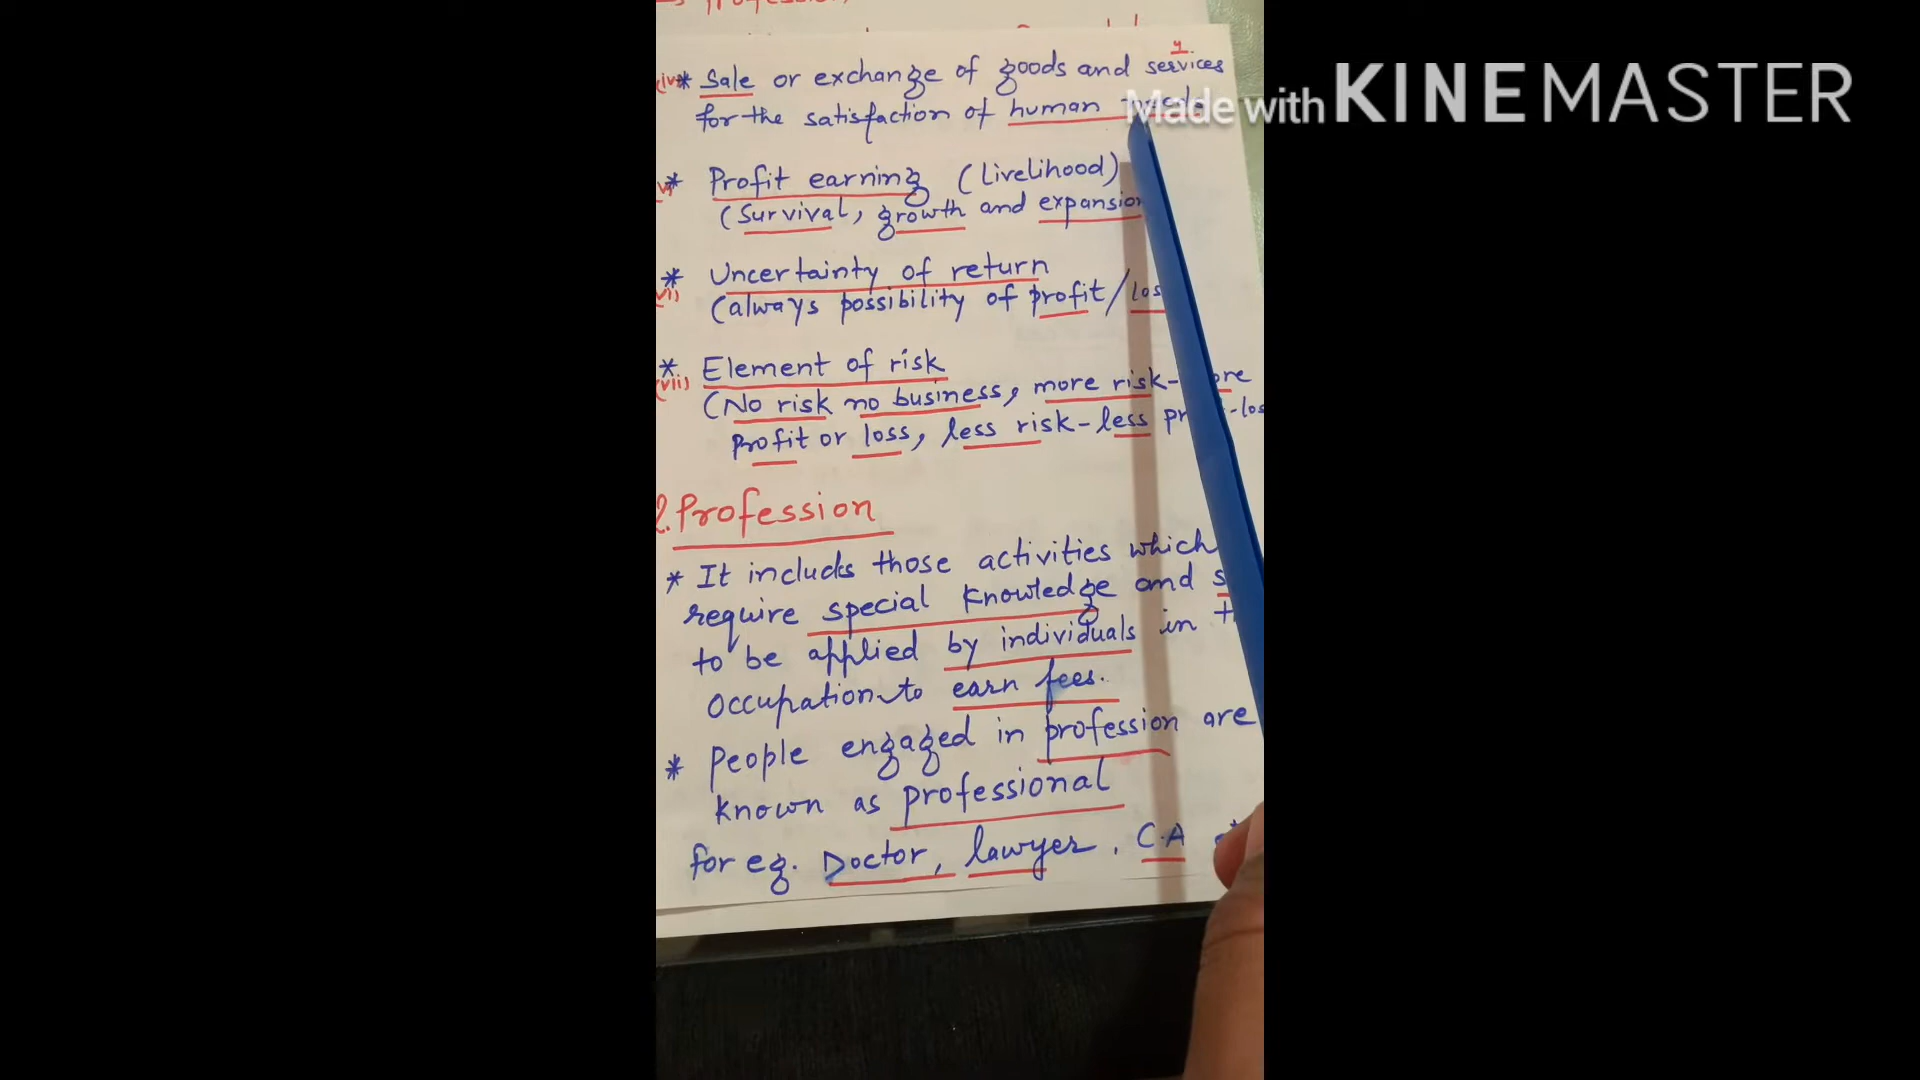 Profession,
4.
(iv) * Sale or exchange of goods and services
for the satisfaction of human
Made with KINEMASTER
* Profit earning (Livelihood)
(Survival, growth and expansion
* Uncertainty of return
(vi) (always possibility of profit/
* Element of risk
(vii) (No risk no business, more risk-
Profit or loss, less risk-less
2. Profession
* It includes those activities which
require special knowledge and
to be applied by individuals in
occupation to earn fees.
* People engaged in profession are
known as professional
for eg. Doctor, lawyer, C.A